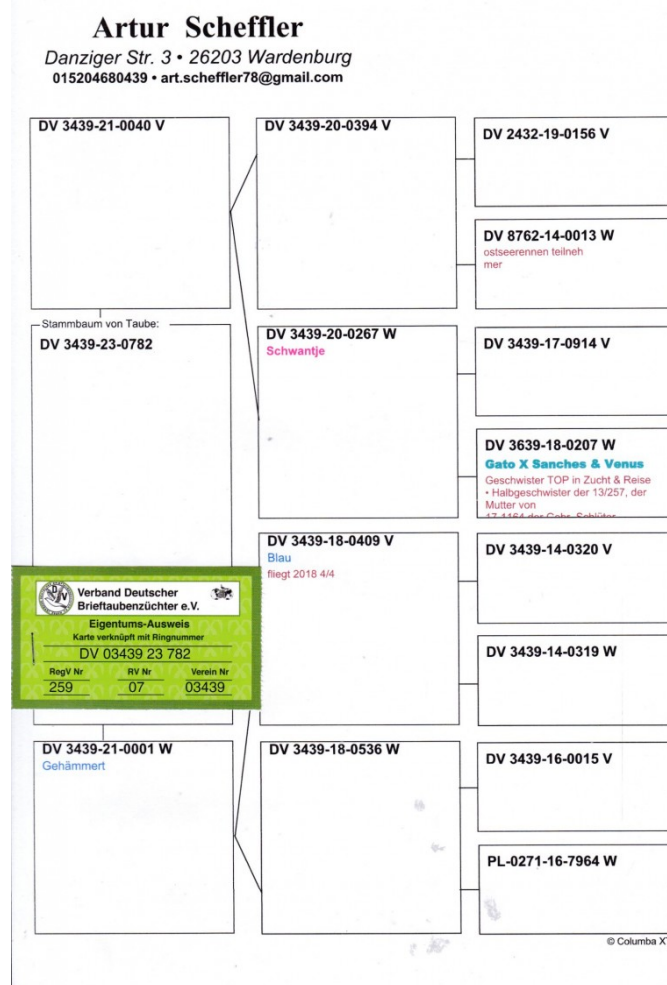 Artur Scheffler
Danziger Str. 3 • 26203 Wardenburg
015204680439 • art.scheffler78@gmail.com
DV 3439-21-0040 V
Stammbaum von Taube:
DV 3439-23-0782
Verband Deutscher
Brieftaubenzüchter e.V.
Eigentums-Ausweis
Karte verknüpft mit Ringnummer
DV 03439 23 782
RegV Nr RV Nr Verein Nr
259 07 03439
DV 3439-21-0001 W
Gehämmert
DV 3439-20-0394 V
DV 3439-20-0267 W
Schwantje
DV 3439-18-0409 V
Blau
fliegt 2018 4/4
DV 3439-18-0536 W
DV 2432-19-0156 V
DV 8762-14-0013 W
ostseerennen teilneh
mer
DV 3439-17-0914 V
DV 3639-18-0207 W
Gato X Sanches & Venus
Geschwister TOP in Zucht & Reise
• Halbgeschwister der 13/257, der
Mutter von
17-1164 der Gebr. Schlüter
DV 3439-14-0320 V
DV 3439-14-0319 W
DV 3439-16-0015 V
PL-0271-16-7964 W
© Columba X